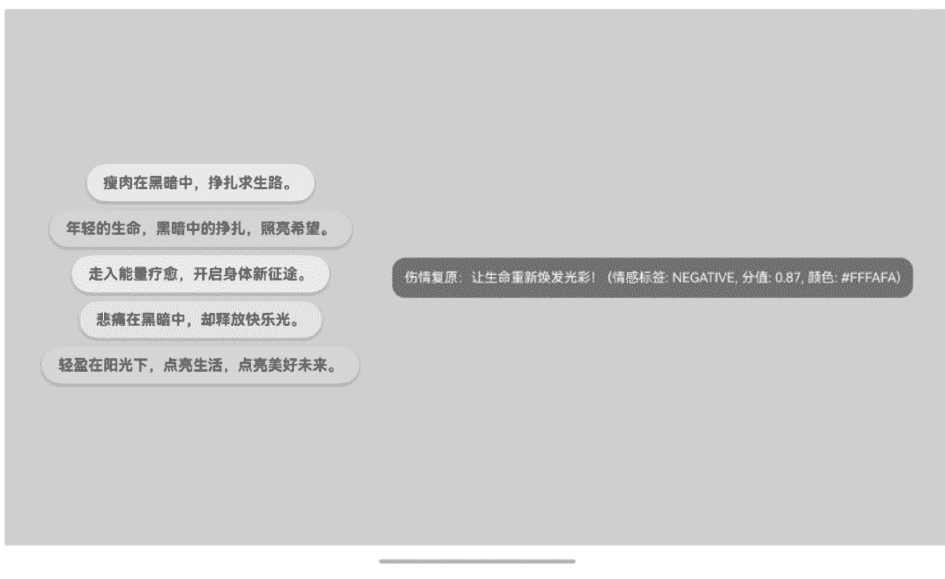 瘦肉在黑暗中，挣扎求生路。
年轻的生命，黑暗中的挣扎，照亮希望。
走入能量疗愈，开启身体新征途。
悲痛在黑暗中，却释放快乐光。
轻盈在阳光下，点亮生活，点亮美好未来。
伤情复原：让生命重新焕发光彩！(情感标签: NEGATIVE, 分值: 0.87, 颜色: #FFFAFA)